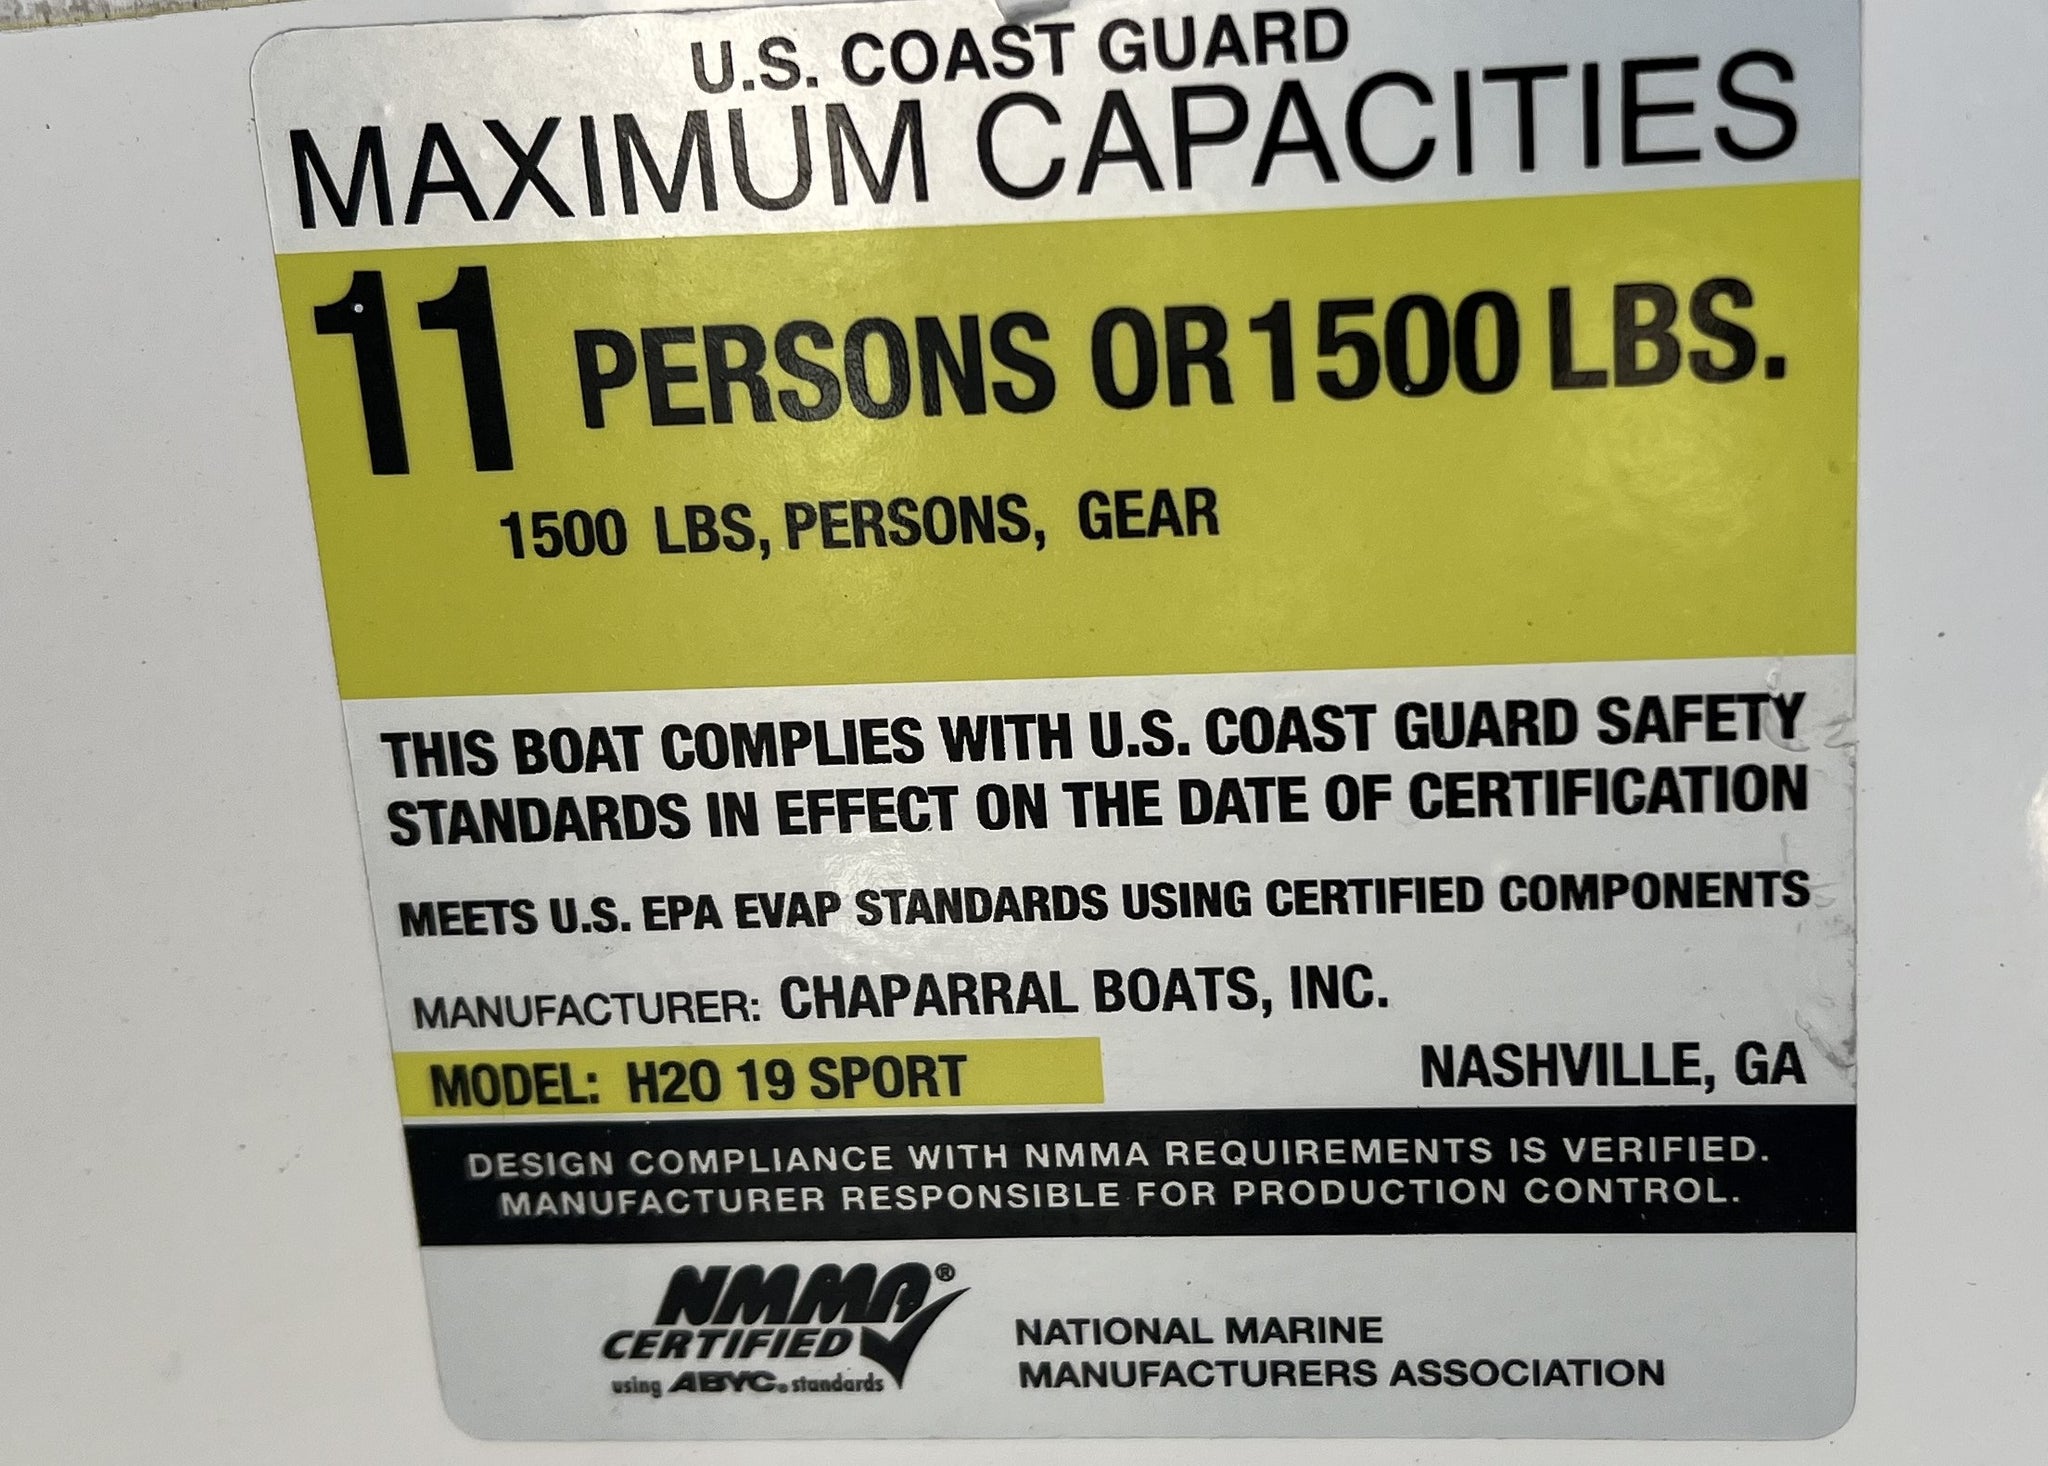 U.S. COAST GUARD
MAXIMUM CAPACITIES
11 PERSONS OR 1500 LBS.
1500 LBS, PERSONS, GEAR
THIS BOAT COMPLIES WITH U.S. COAST GUARD SAFETY
STANDARDS IN EFFECT ON THE DATE OF CERTIFICATION
MEETS U.S. EPA EVAP STANDARDS USING CERTIFIED COMPONENTS
MANUFACTURER: CHAPARRAL BOATS, INC.
MODEL: H2O 19 SPORT NASHVILLE, GA
DESIGN COMPLIANCE WITH NMMA REQUIREMENTS IS VERIFIED.
MANUFACTURER RESPONSIBLE FOR PRODUCTION CONTROL.
NMMA®
CERTIFIED
using ABYC® standards
NATIONAL MARINE
MANUFACTURERS ASSOCIATION